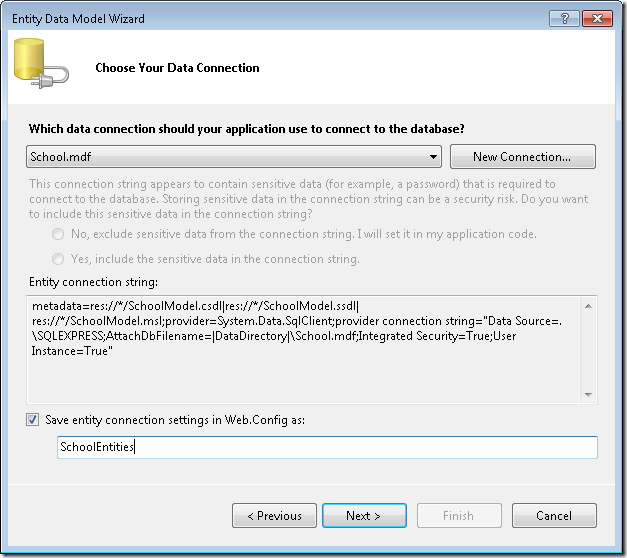 Entity Data Model Wizard
?
Choose Your Data Connection
Which data connection should your application use to connect to the database?
School.mdf
New Connection...
This connection string appears to contain sensitive data (for example, a password) that is required to
connect to the database. Storing sensitive data in the connection string can be a security risk. Do you want
to include this sensitive data in the connection string?
No, exclude sensitive data from the connection string. I will set it in my application code.
Yes, include the sensitive data in the connection string.
Entity connection string:
metadata=res://*/SchoolModel.csdl|res://*/SchoolModel.ssdl|
res://*/SchoolModel.msl;provider=System.Data.SqlClient;provider connection string="Data Source=.
\SQLEXPRESS;AttachDbFilename=|DataDirectory|\School.mdf;Integrated Security=True;User
Instance=True"
Save entity connection settings in Web.Config as:
SchoolEntities
< Previous
Next >
Finish
Cancel